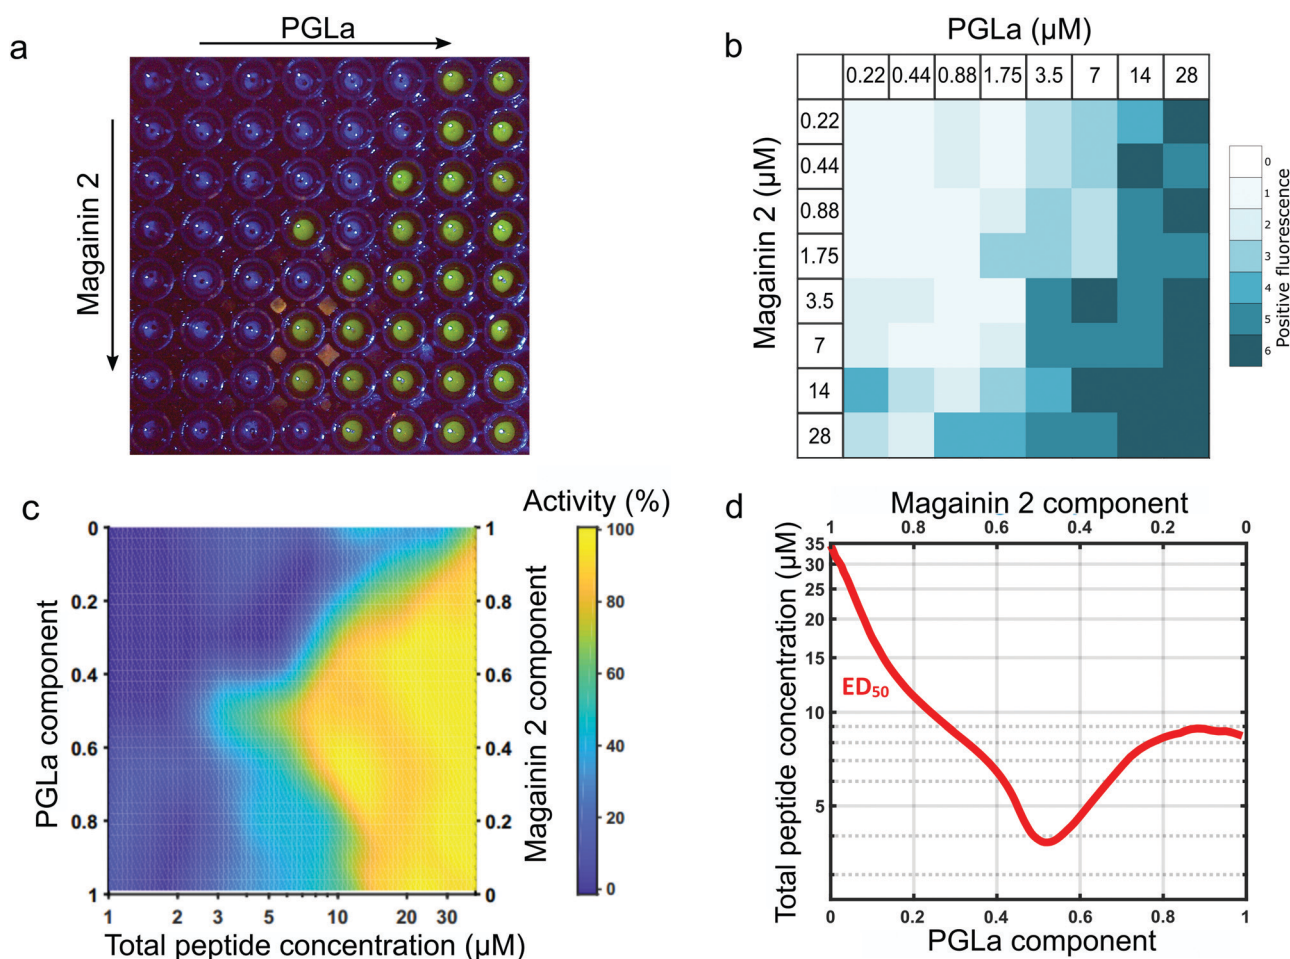 a
PGLa
Magainin 2
b
PGLa (µM)
0.22 0.44 0.88 1.75 3.5 7 14 28
Magainin 2 (µM)
0.22
0.44
0.88
1.75
3.5
7
14
28
0
1
2
3
4
5
6
Positive fluorescence
c
Activity (%)
0
0.2
0.4
0.6
0.8
1
PGLa component
1
0.8
0.6
0.4
0.2
0
Magainin 2 component
100
80
60
40
20
0
1 2 3 5 10 20 30
Total peptide concentration (µM)
d
Magainin 2 component
1 0.8 0.6 0.4 0.2 0
35
30
25
20
15
10
5
Total peptide concentration (µM)
ED50
0 0.2 0.4 0.6 0.8 1
PGLa component